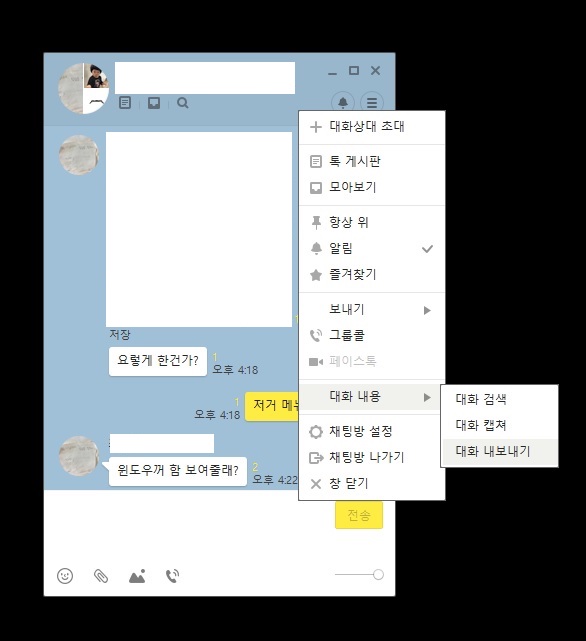 대화상대 초대
톡 게시판
모아보기
항상 위
알림
즐겨찾기
보내기
그룹콜
페이스톡
대화 내용
채팅방 설정
채팅방 나가기
창 닫기
대화 검색
대화 캡쳐
대화 내보내기
저장
요렇게 한건가?
1
오후 4:18
1
오후 4:18
저거 메뉴
윈도우꺼 함 보여줄래?
2
오후 4:22
전송